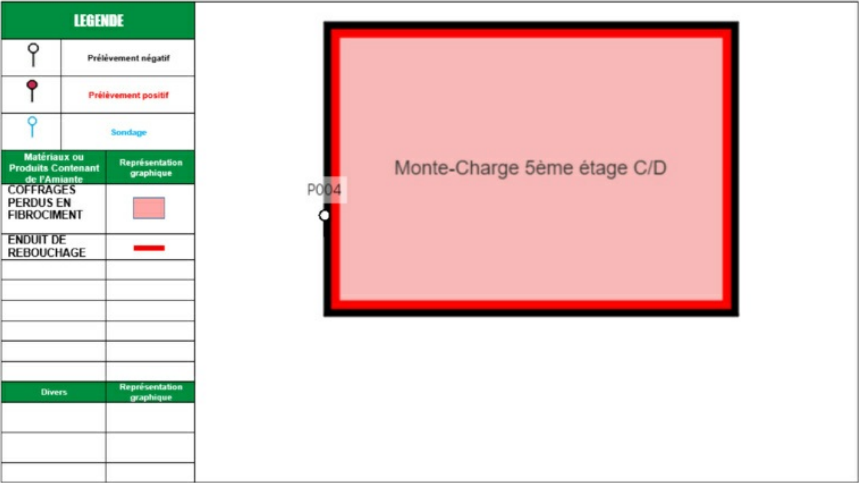 LEGENDE
Prélèvement négatif
Prélèvement positif
Sondage
Matériaux ou
Produits Contenant
de l'Amiante
Représentation
graphique
COFFRAGES
PERDUS EN
FIBROCIMENT
ENDUIT DE
REBOUCHAGE
Divers
Représentation
graphique
Monte-Charge 5ème étage C/D
P004